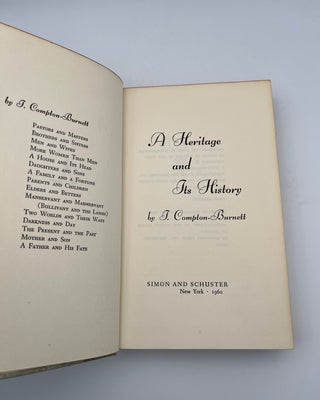 by I. Compton-Burnett
Pastors and Masters
Brothers and Sisters
Men and Wives
More Women Than Men
A House and Its Head
Daughters and Sons
A Family and a Fortune
Parents and Children
Elders and Betters
Manservant and Maidservant
(Bullivant and the Lambs)
Two Worlds and Their Ways
Darkness and Day
The Present and the Past
Mother and Son
A Father and His Fate
A Heritage
and
Its History
by I. Compton-Burnett
SIMON AND SCHUSTER
New York · 1960